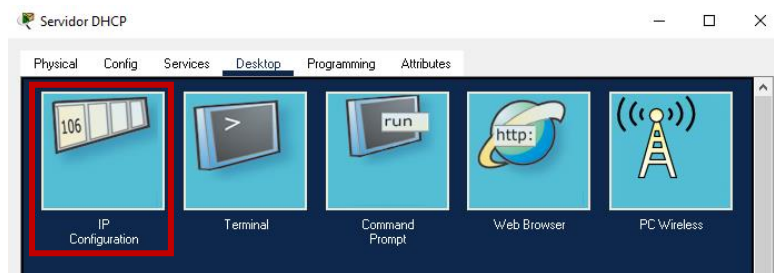 Servidor DHCP
Physical Config Services Desktop Programming Attributes
106
>
run
http:
IP
Configuration
Terminal
Command
Prompt
Web Browser
PC Wireless